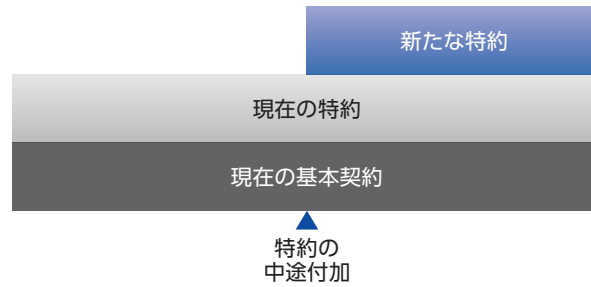 新たな特約
現在の特約
現在の基本契約
特約の
中途付加